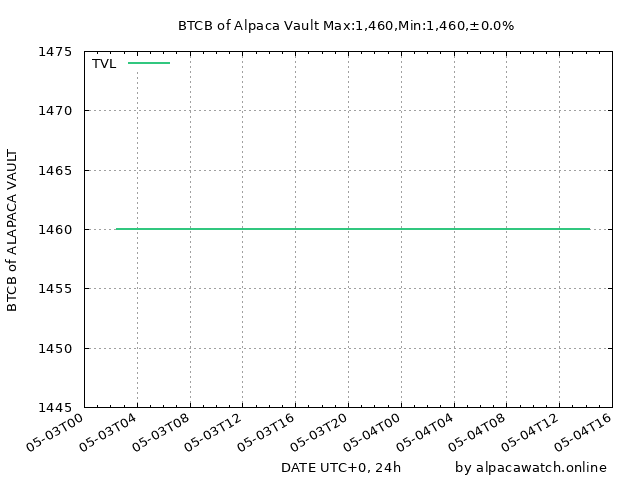 BTCB of Alpaca Vault Max:1,460,Min:1,460,±0.0%
TVL
1475
1470
1465
1460
1455
1450
1445
BTCB of ALAPACA VAULT
05-03T00
05-03T04
05-03T08
05-03T12
05-03T16
05-03T20
05-04T00
05-04T04
05-04T08
05-04T12
05-04T16
DATE UTC+0, 24h
by alpacawatch.online